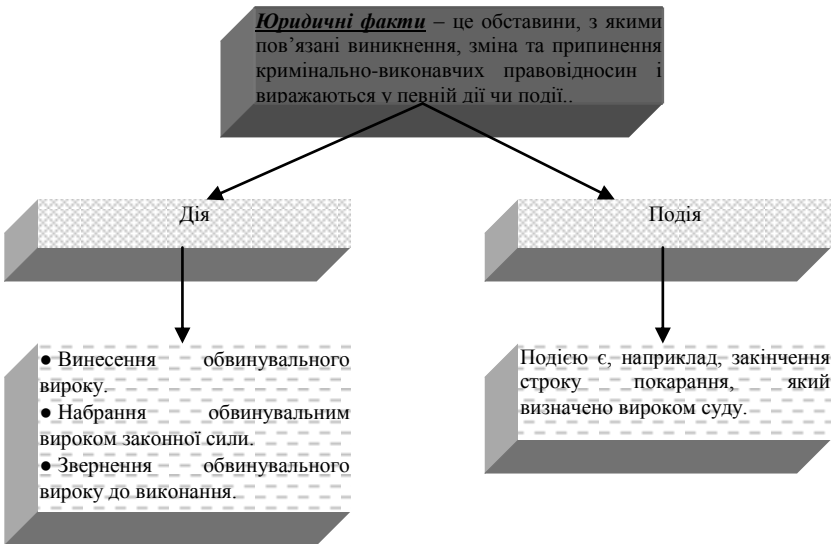 Юридичні факти – це обставини, з якими
пов’язані виникнення, зміна та припинення
кримінально-виконавчих правовідносин і
виражаються у певній дії чи події..
Дія
Подія
● Винесення обвинувального
вироку.
● Набрання обвинувальним
вироком законної сили.
● Звернення обвинувального
вироку до виконання.
Подією є, наприклад, закінчення
строку покарання, який
визначено вироком суду.